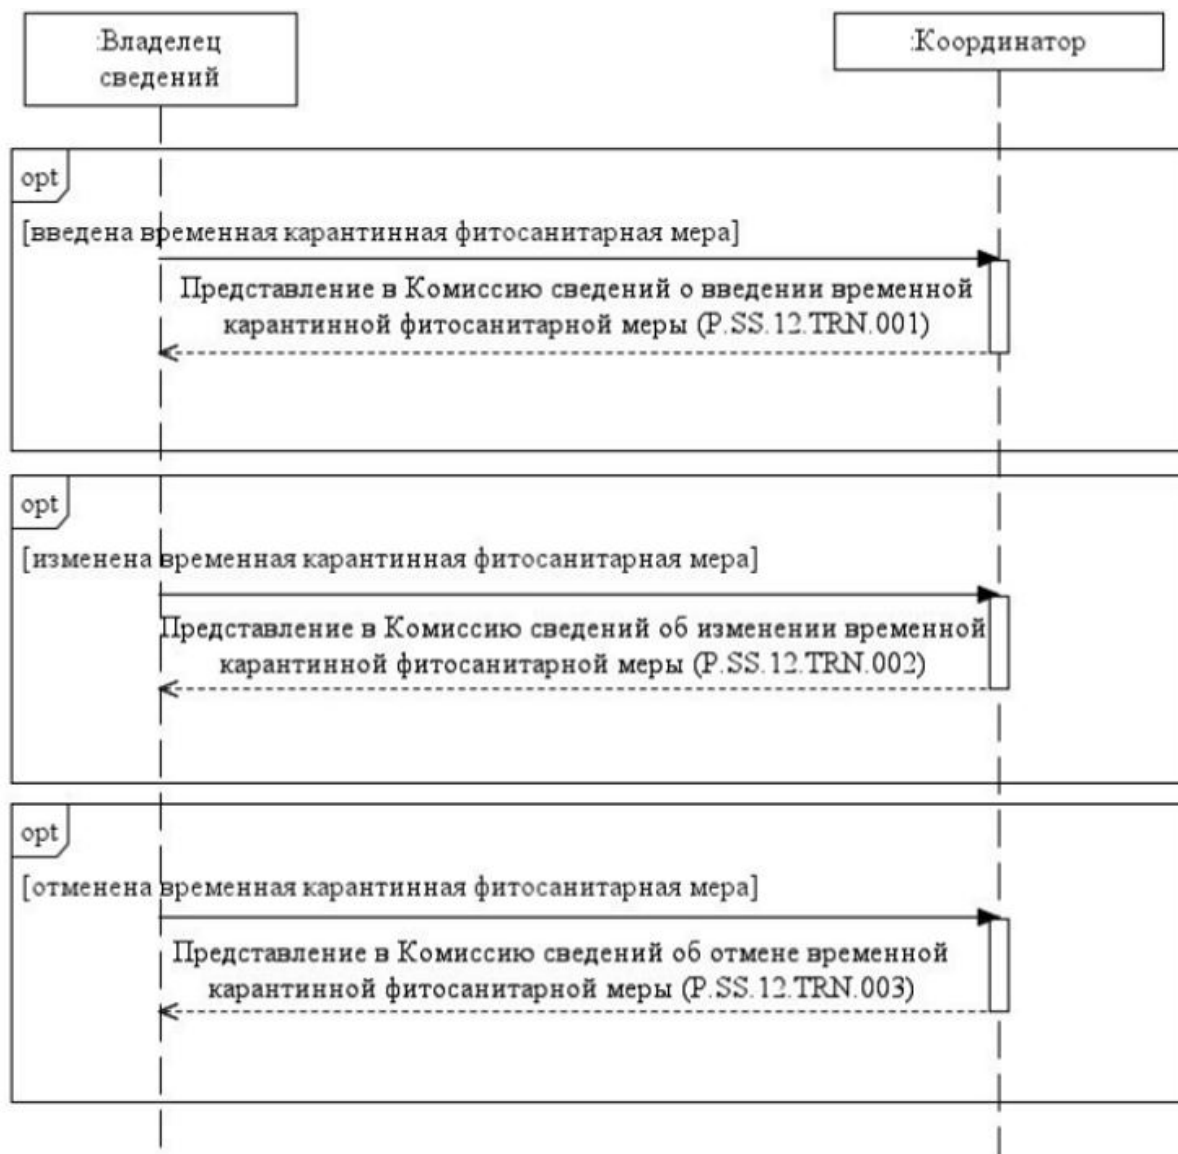 :Владелец
сведений
:Координатор
opt
[введена временная карантинная фитосанитарная мера]
Представление в Комиссию сведений о введении временной
карантинной фитосанитарной меры (P.SS.12.TRN.001)
opt
[изменена временная карантинная фитосанитарная мера]
Представление в Комиссию сведений об изменении временной
карантинной фитосанитарной меры (P.SS.12.TRN.002)
opt
[отменена временная карантинная фитосанитарная мера]
Представление в Комиссию сведений об отмене временной
карантинной фитосанитарной меры (P.SS.12.TRN.003)